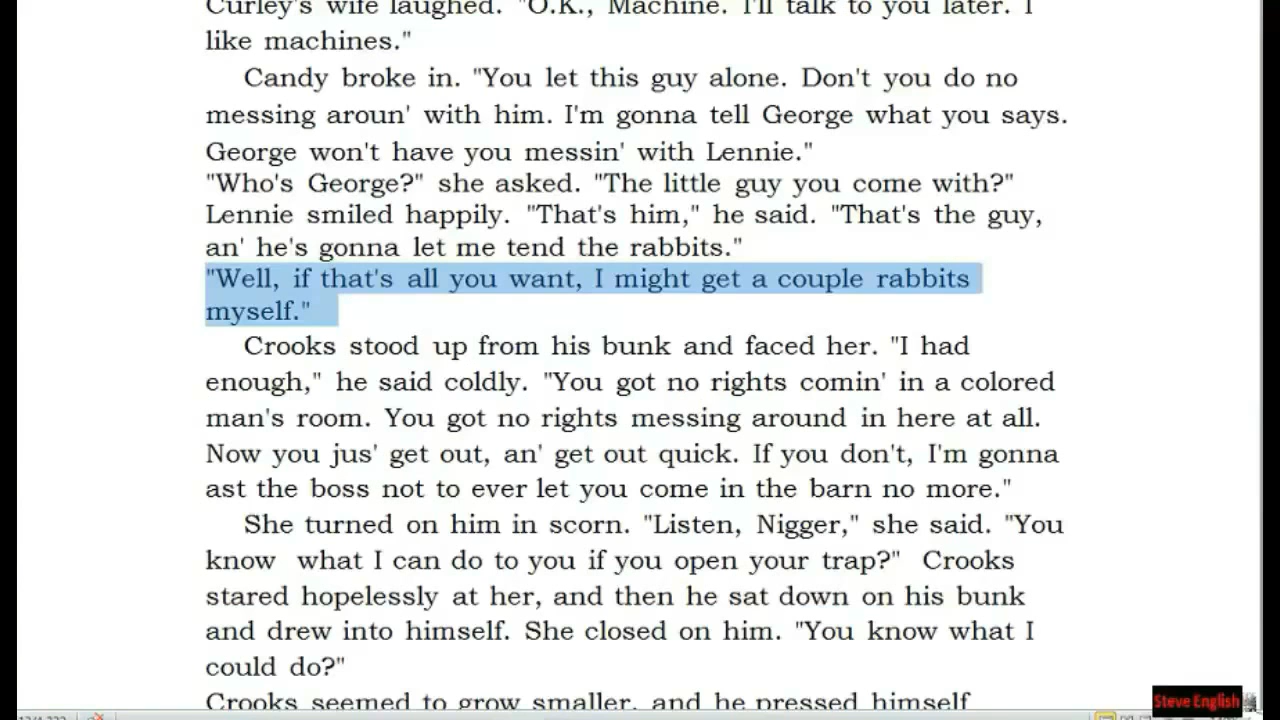 Curley's wife laughed. "O.K., Machine. I'll talk to you later. I
like machines."
Candy broke in. "You let this guy alone. Don't you do no
messing aroun' with him. I'm gonna tell George what you says.
George won't have you messin' with Lennie."
"Who's George?" she asked. "The little guy you come with?"
Lennie smiled happily. "That's him," he said. "That's the guy,
an' he's gonna let me tend the rabbits."
"Well, if that's all you want, I might get a couple rabbits
myself."
Crooks stood up from his bunk and faced her. "I had
enough," he said coldly. "You got no rights comin' in a colored
man's room. You got no rights messing around in here at all.
Now you jus' get out, an' get out quick. If you don't, I'm gonna
ast the boss not to ever let you come in the barn no more."
She turned on him in scorn. "Listen, Nigger," she said. "You
know what I can do to you if you open your trap?" Crooks
stared hopelessly at her, and then he sat down on his bunk
and drew into himself. She closed on him. "You know what I
could do?"
Crooks seemed to grow smaller, and he pressed himself
Steve English